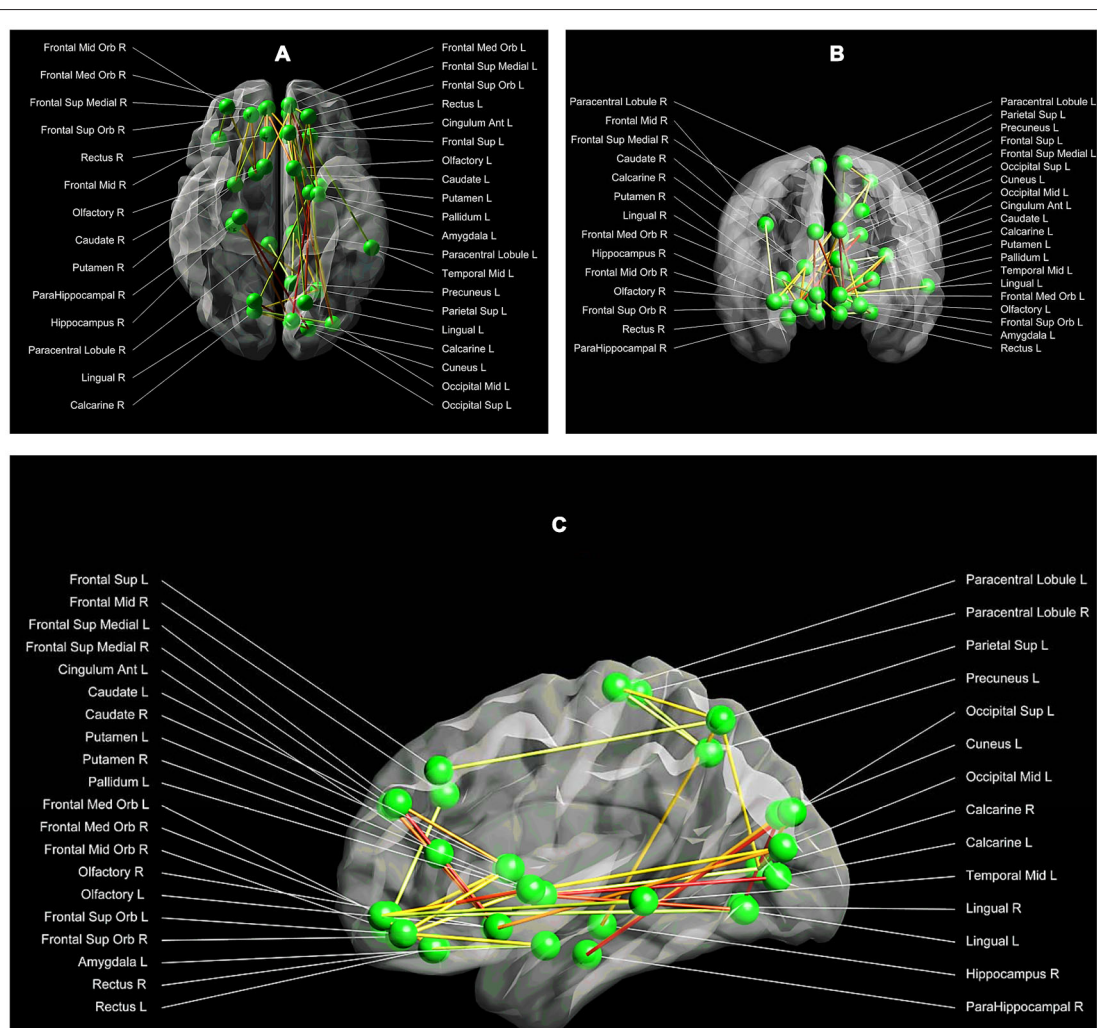 A
Frontal Mid Orb R
Frontal Med Orb R
Frontal Sup Medial R
Frontal Sup Orb R
Rectus R
Frontal Mid R
Olfactory R
Caudate R
Putamen R
ParaHippocampal R
Hippocampus R
Paracentral Lobule R
Lingual R
Calcarine R
Frontal Med Orb L
Frontal Sup Medial L
Frontal Sup Orb L
Rectus L
Cingulum Ant L
Frontal Sup L
Olfactory L
Caudate L
Putamen L
Pallidum L
Amygdala L
Paracentral Lobule L
Temporal Mid L
Precuneus L
Parietal Sup L
Lingual L
Calcarine L
Cuneus L
Occipital Mid L
Occipital Sup L
B
Paracentral Lobule R
Frontal Mid R
Frontal Sup Medial R
Caudate R
Calcarine R
Putamen R
Lingual R
Frontal Med Orb R
Hippocampus R
Frontal Mid Orb R
Olfactory R
Frontal Sup Orb R
Rectus R
ParaHippocampal R
Paracentral Lobule L
Parietal Sup L
Precuneus L
Frontal Sup L
Frontal Sup Medial L
Occipital Sup L
Cuneus L
Occipital Mid L
Cingulum Ant L
Caudate L
Calcarine L
Putamen L
Pallidum L
Temporal Mid L
Lingual L
Frontal Med Orb L
Olfactory L
Frontal Sup Orb L
Amygdala L
Rectus L
C
Frontal Sup L
Frontal Mid R
Frontal Sup Medial L
Frontal Sup Medial R
Cingulum Ant L
Caudate L
Caudate R
Putamen L
Putamen R
Pallidum L
Frontal Med Orb L
Frontal Med Orb R
Frontal Mid Orb R
Olfactory R
Olfactory L
Frontal Sup Orb L
Frontal Sup Orb R
Amygdala L
Rectus R
Rectus L
Paracentral Lobule L
Paracentral Lobule R
Parietal Sup L
Precuneus L
Occipital Sup L
Cuneus L
Occipital Mid L
Calcarine R
Calcarine L
Temporal Mid L
Lingual R
Lingual L
Hippocampus R
ParaHippocampal R